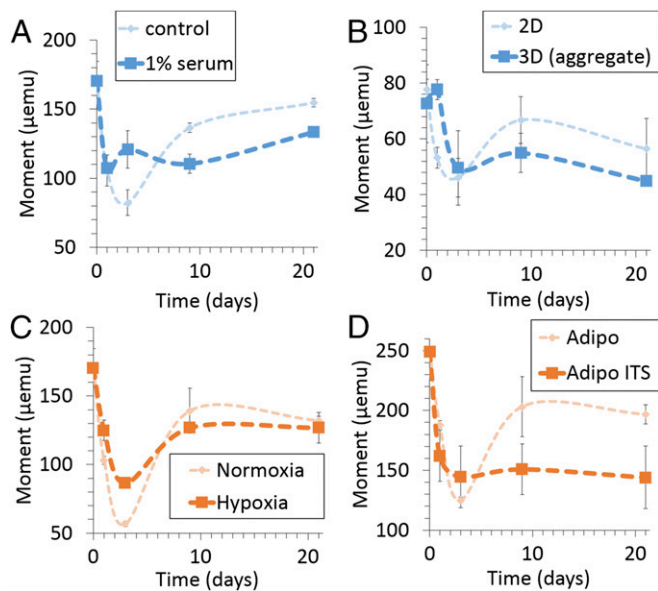 A
control
1% serum
Moment (µemu)
200
150
100
50
0
10
20
Time (days)
B
2D
3D (aggregate)
Moment (µemu)
100
80
60
40
20
0
10
20
Time (days)
C
Normoxia
Hypoxia
Moment (µemu)
200
150
100
50
0
10
20
Time (days)
D
Adipo
Adipo ITS
Moment (µemu)
250
200
150
100
0
10
20
Time (days)